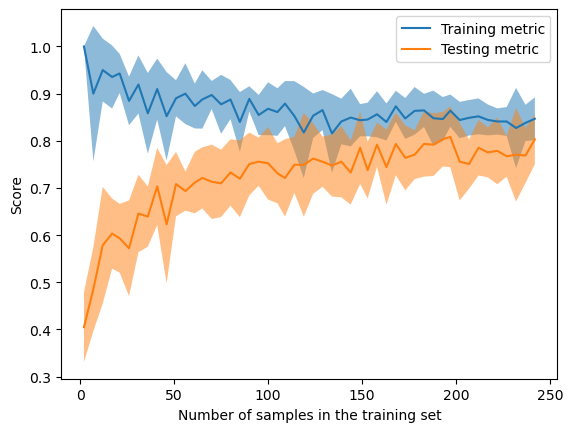 Training metric
Testing metric
1.0
0.9
0.8
0.7
0.6
0.5
0.4
0.3
Score
0 50 100 150 200 250
Number of samples in the training set